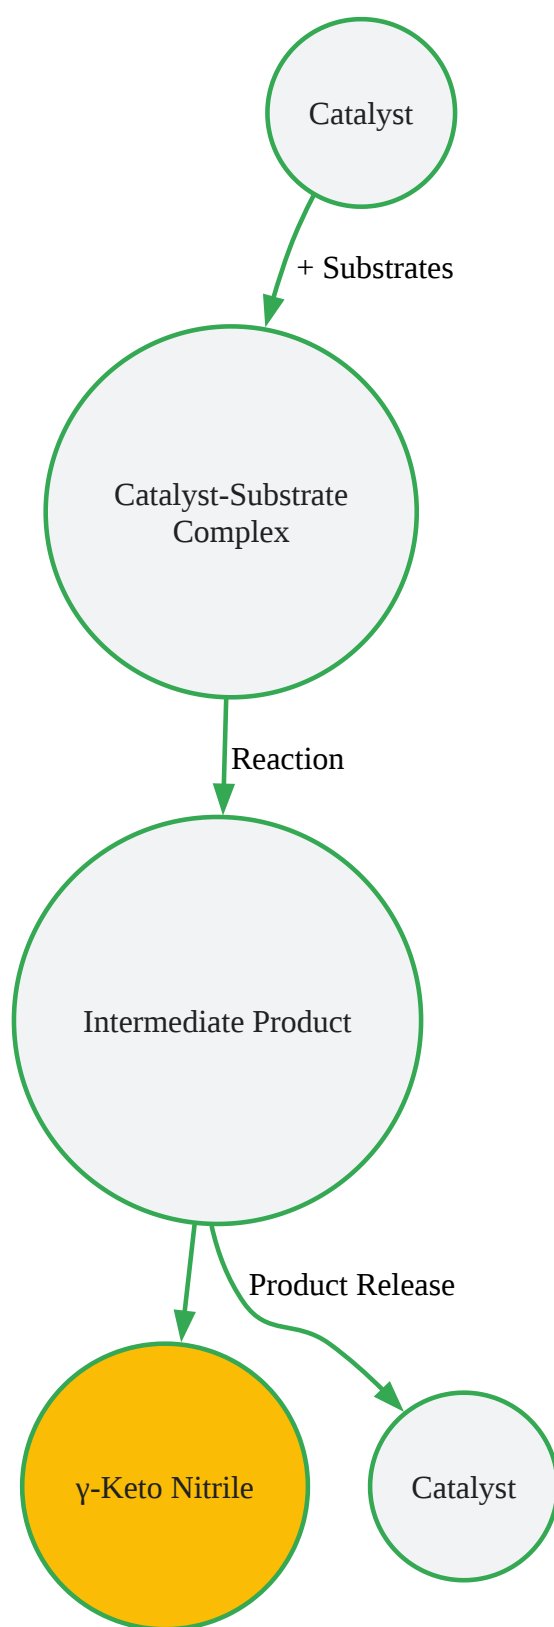 Catalyst
+ Substrates
Catalyst-Substrate
Complex
Reaction
Intermediate Product
Product Release
γ-Keto Nitrile
Catalyst